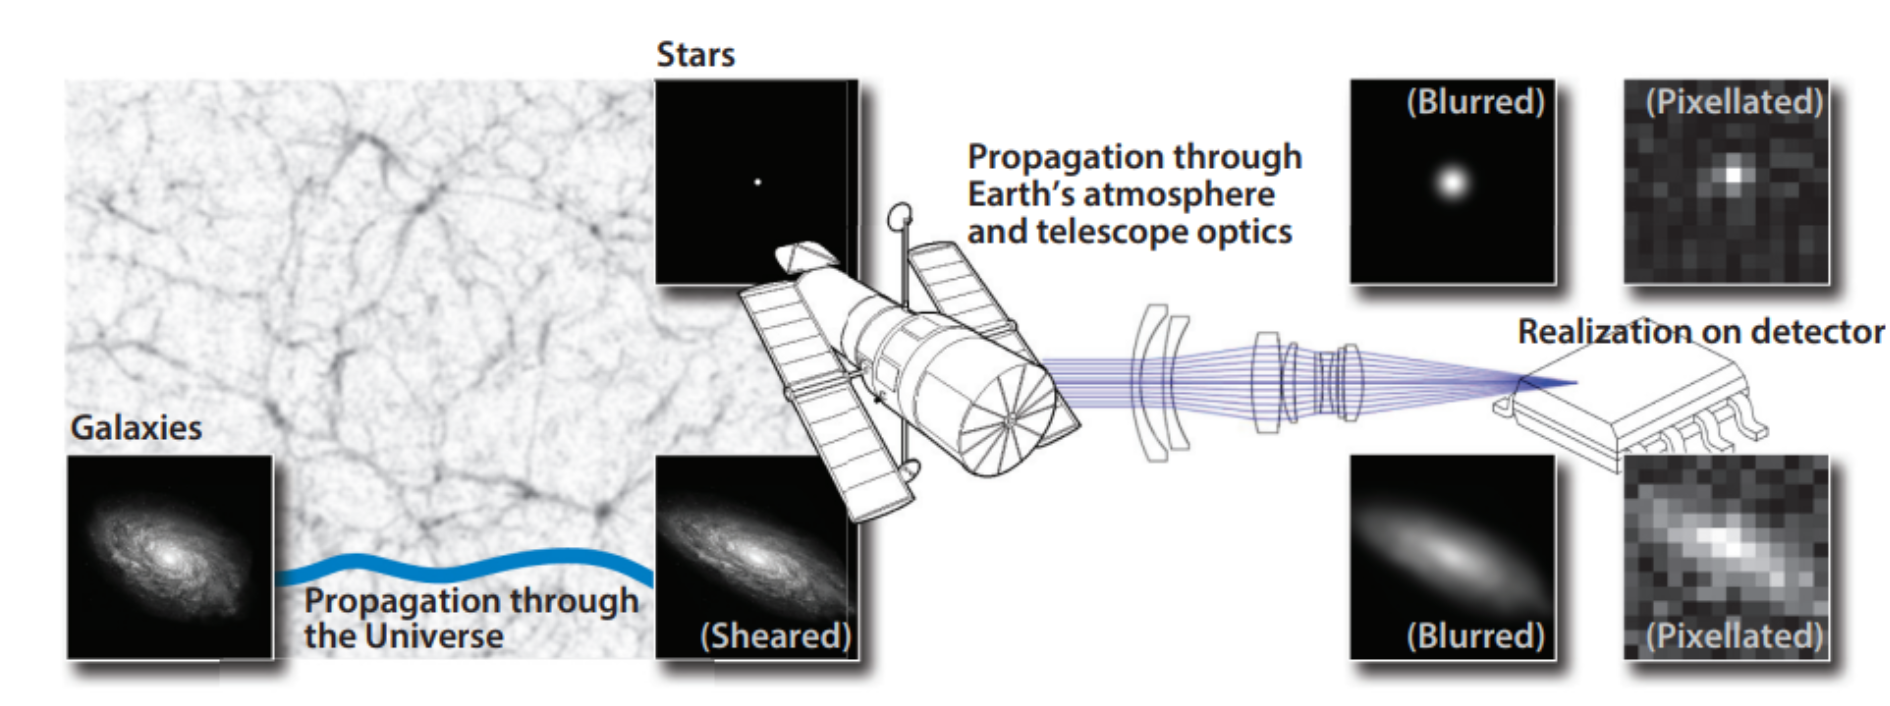 Stars
(Blurred)
(Pixellated)
Propagation through
Earth's atmosphere
and telescope optics
Realization on detector
Galaxies
Propagation through
the Universe
(Sheared)
(Blurred)
(Pixellated)